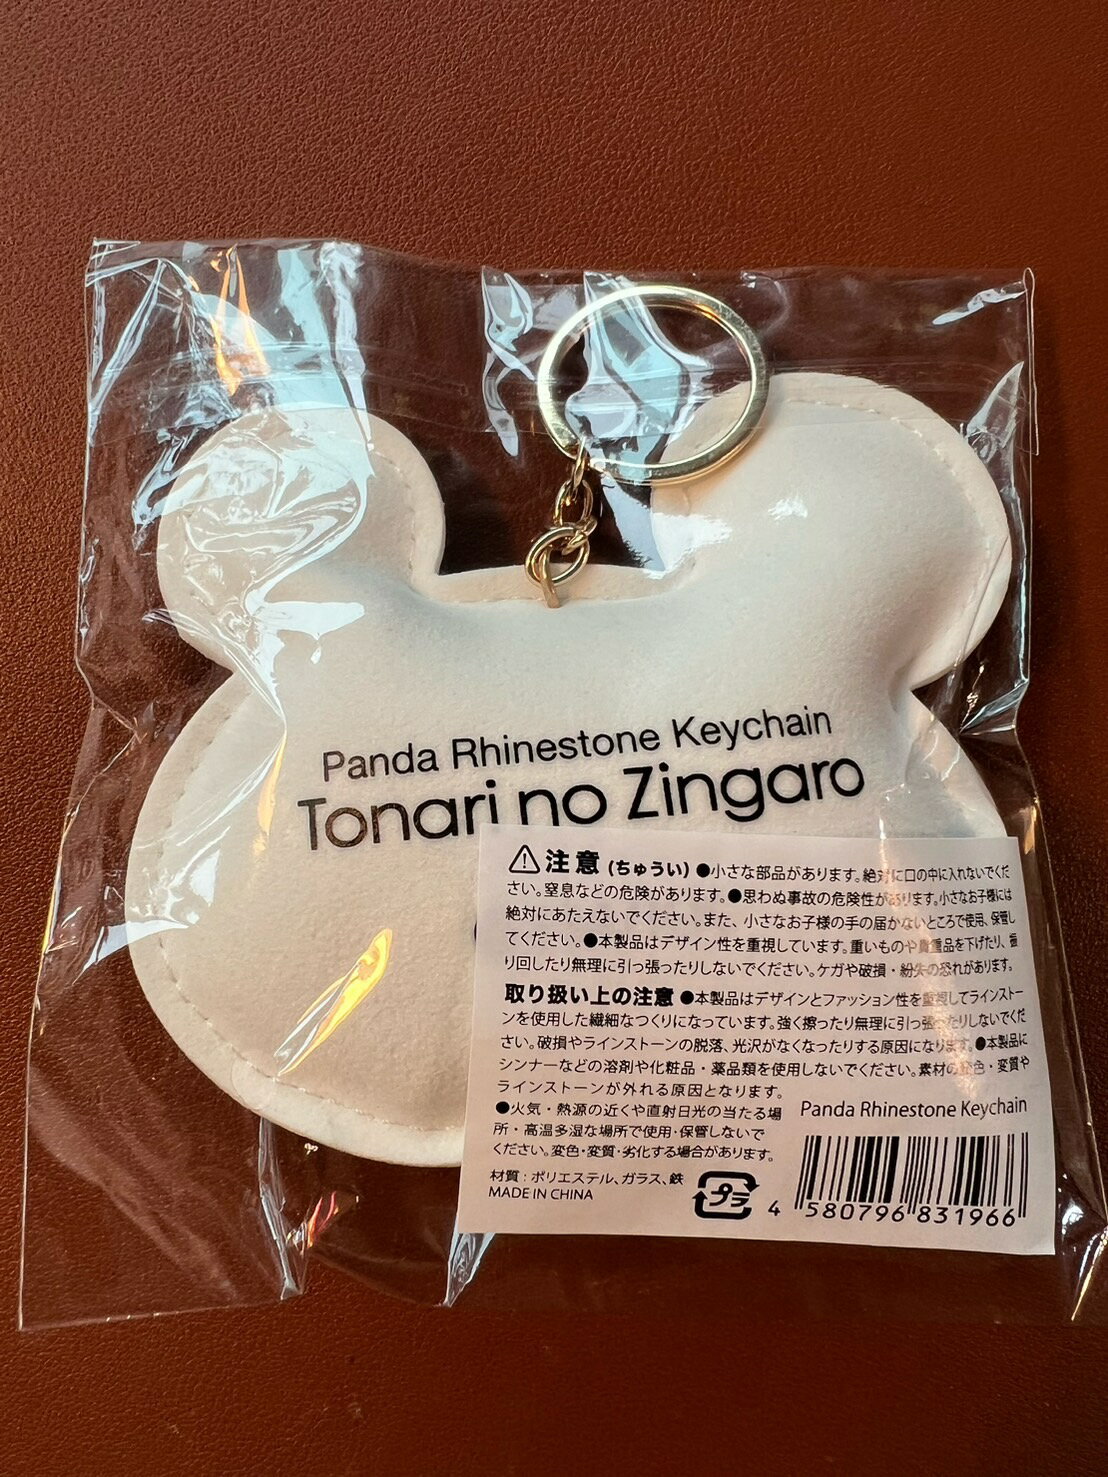 Panda Rhinestone Keychain
Tonari no Zingaro
注意 (ちゅうい) ●小さな部品があります。絶対に口の中に入れないでくだ
さい。窒息などの危険があります。●思わぬ事故の危険性があります。小さなお子様には
絶対にあたえないでください。また、小さなお子様の手の届かないところで使用、保管し
てください。●本製品はデザイン性を重視しています。重いものや貴重品を下げたり、振
り回したり無理に引っ張ったりしないでください。ケガや破損・紛失の恐れがあります。
取り扱い上の注意 ●本製品はデザインとファッション性を重視してラインストー
ンを使用した繊細なつくりになっています。強く擦ったり無理に引っ張ったりしないでくだ
さい。破損やラインストーンの脱落、光沢がなくなったりする原因になります。●本製品に
シンナーなどの溶剤や化粧品・薬品類を使用しないでください。素材の変色・変質や
ラインストーンが外れる原因となります。
●火気・熱源の近くや直射日光の当たる場
所・高温多湿な場所で使用・保管しないで
ください。変色・変質・劣化する場合があります。
材質：ポリエステル、ガラス、鉄
MADE IN CHINA
プラ
Panda Rhinestone Keychain
4 580796 831966